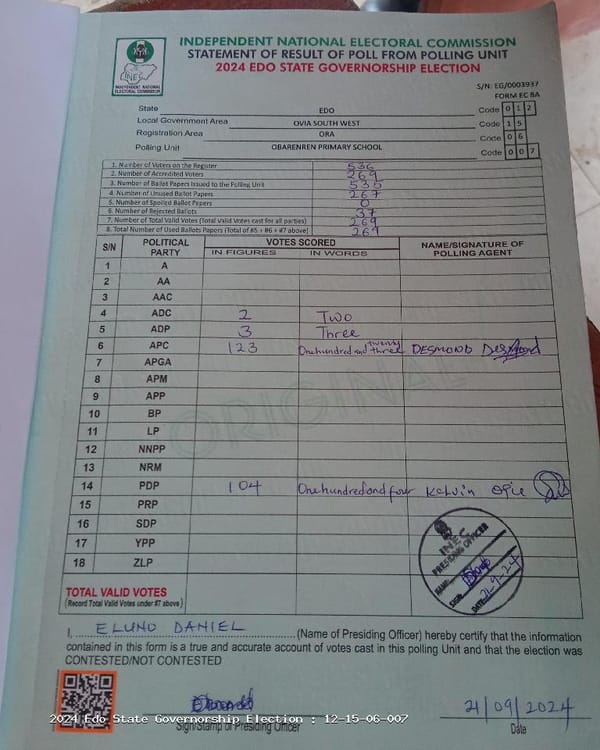 INDEPENDENT NATIONAL ELECTORAL COMMISSION
STATEMENT OF RESULT OF POLL FROM POLLING UNIT
2024 EDO STATE GOVERNORSHIP ELECTION
INEC
INDEPENDENT NATIONAL ELECTORAL COMMISSION
S/N: EG/0003937
FORM EC 8A
State EDO Code 0 1 2
Local Government Area OVIA SOUTH WEST Code 1 5
Registration Area ORA Code 0 6
Polling Unit OBARENREN PRIMARY SCHOOL Code 0 0 7
1. Number of Voters on the Register 536
2. Number of Accredited Voters 269
3. Number of Ballot Papers Issued to the Polling Unit 536
4. Number of Unused Ballot Papers 267
5. Number of Spoiled Ballot Papers 0
6. Number of Rejected Ballots 37
7. Number of Total Valid Votes (Total Valid Votes cast for all parties) 269
8. Total Number of Used Ballots Papers (Total of #5 + #6 + #7 above) 269
S/N POLITICAL PARTY VOTES SCORED NAME/SIGNATURE OF POLLING AGENT
IN FIGURES IN WORDS
1 A
2 AA
3 AAC
4 ADC 2 Two
5 ADP 3 Three
6 APC 123 One hundred and twenty three DESMOND Desmond
7 APGA
8 APM
9 APP
10 BP
11 LP
12 NNPP
13 NRM
14 PDP 104 One hundred and four Kelvin Ogie
15 PRP
16 SDP
17 YPP
18 ZLP
ORIGINAL
INEC
PRESIDING OFFICER
NAME:
SIGN:
DATE: 21-9-24
TOTAL VALID VOTES
(Record Total Valid Votes under #7 above)
I, ELUNO DANIEL (Name of Presiding Officer) hereby certify that the information
contained in this form is a true and accurate account of votes cast in this polling Unit and that the election was
CONTESTED/NOT CONTESTED
21/09/2024
2024 Edo State Governorship Election : 12-15-06-007
Sign/Stamp of Presiding Officer
Date